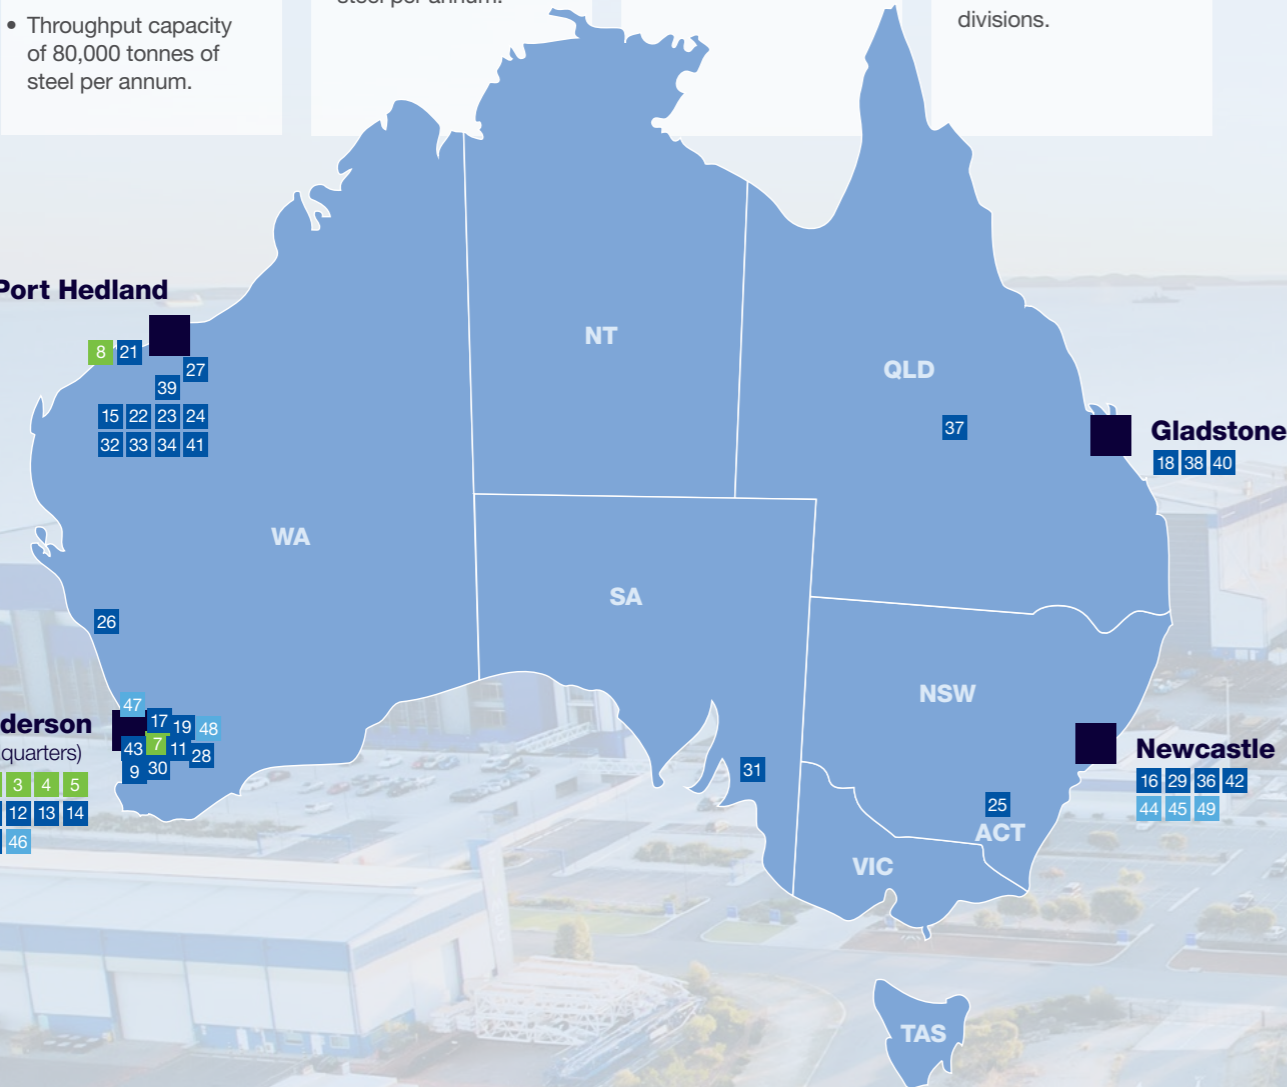 steel per annum.
• Throughput capacity
of 80,000 tonnes of
steel per annum.
divisions.
Port Hedland
8 21
27
39
15 22 23 24
32 33 34 41
NT
QLD
37
Gladstone
18 38 40
WA
SA
26
NSW
47
derson
17 19 48
quarters)
43 7 11 28
9 30
3 4 5
12 13 14
46
31
Newcastle
16 29 36 42
44 45 49
25
ACT
VIC
TAS